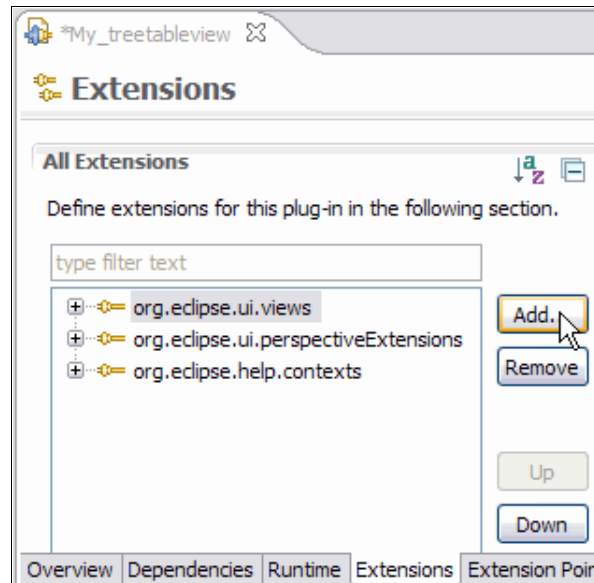 *My_treetableview
Extensions
All Extensions
a
z
Define extensions for this plug-in in the following section.
type filter text
org.eclipse.ui.views
org.eclipse.ui.perspectiveExtensions
org.eclipse.help.contexts
Add..
Remove
Up
Down
Overview Dependencies Runtime Extensions Extension Poin